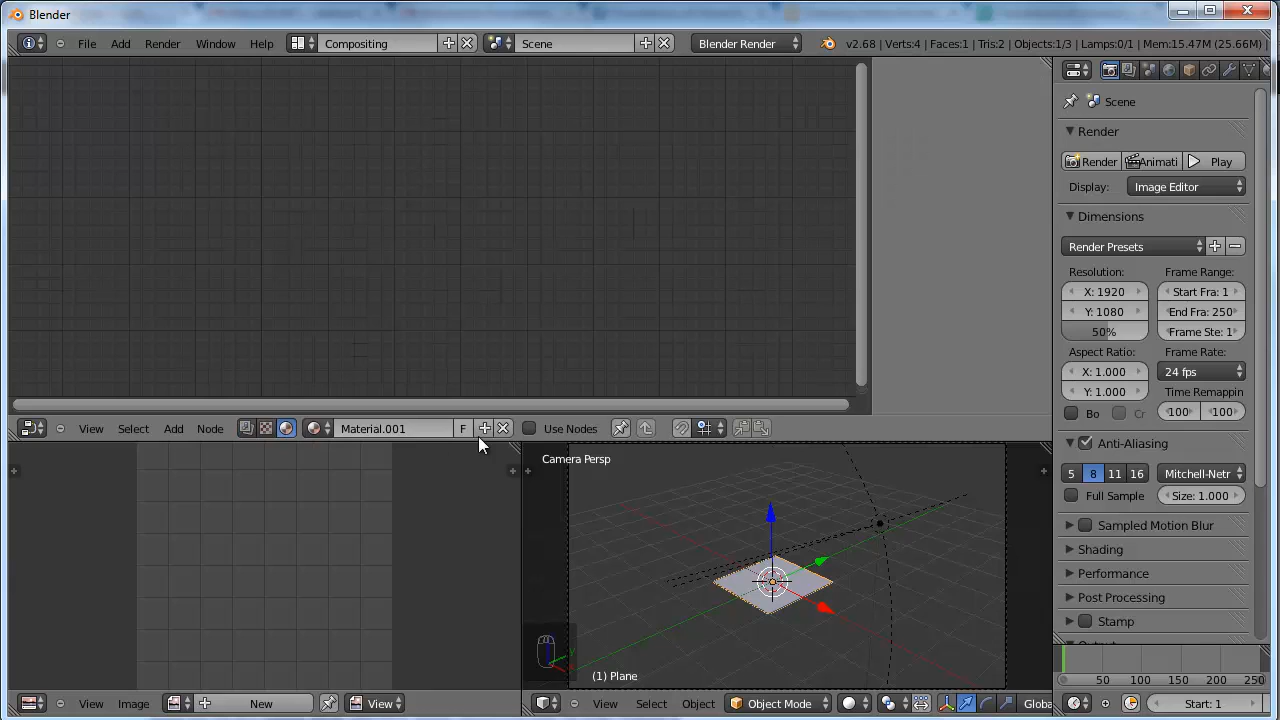 Blender
File Add Render Window Help Compositing Scene Blender Render v2.68 | Verts:4 | Faces:1 | Tris:2 | Objects:1/3 | Lamps:0/1 | Mem:15.47M (25.66M) |
Scene
Render
Render Animati Play
Display: Image Editor
Dimensions
Render Presets
Resolution: Frame Range:
X: 1920 Start Fra: 1
Y: 1080 End Fra: 250
50% Frame Ste: 1
Aspect Ratio: Frame Rate:
X: 1.000 24 fps
Y: 1.000 Time Remappin
Bo Cr 100 100
View Select Add Node Material.001 F Use Nodes
Anti-Aliasing
Camera Persp
5 8 11 16 Mitchell-Netr
Full Sample Size: 1.000
Sampled Motion Blur
Shading
Performance
Post Processing
Stamp
(1) Plane
50 100 150 200 250
View Image New View
View Select Object Object Mode Globa
Start: 1